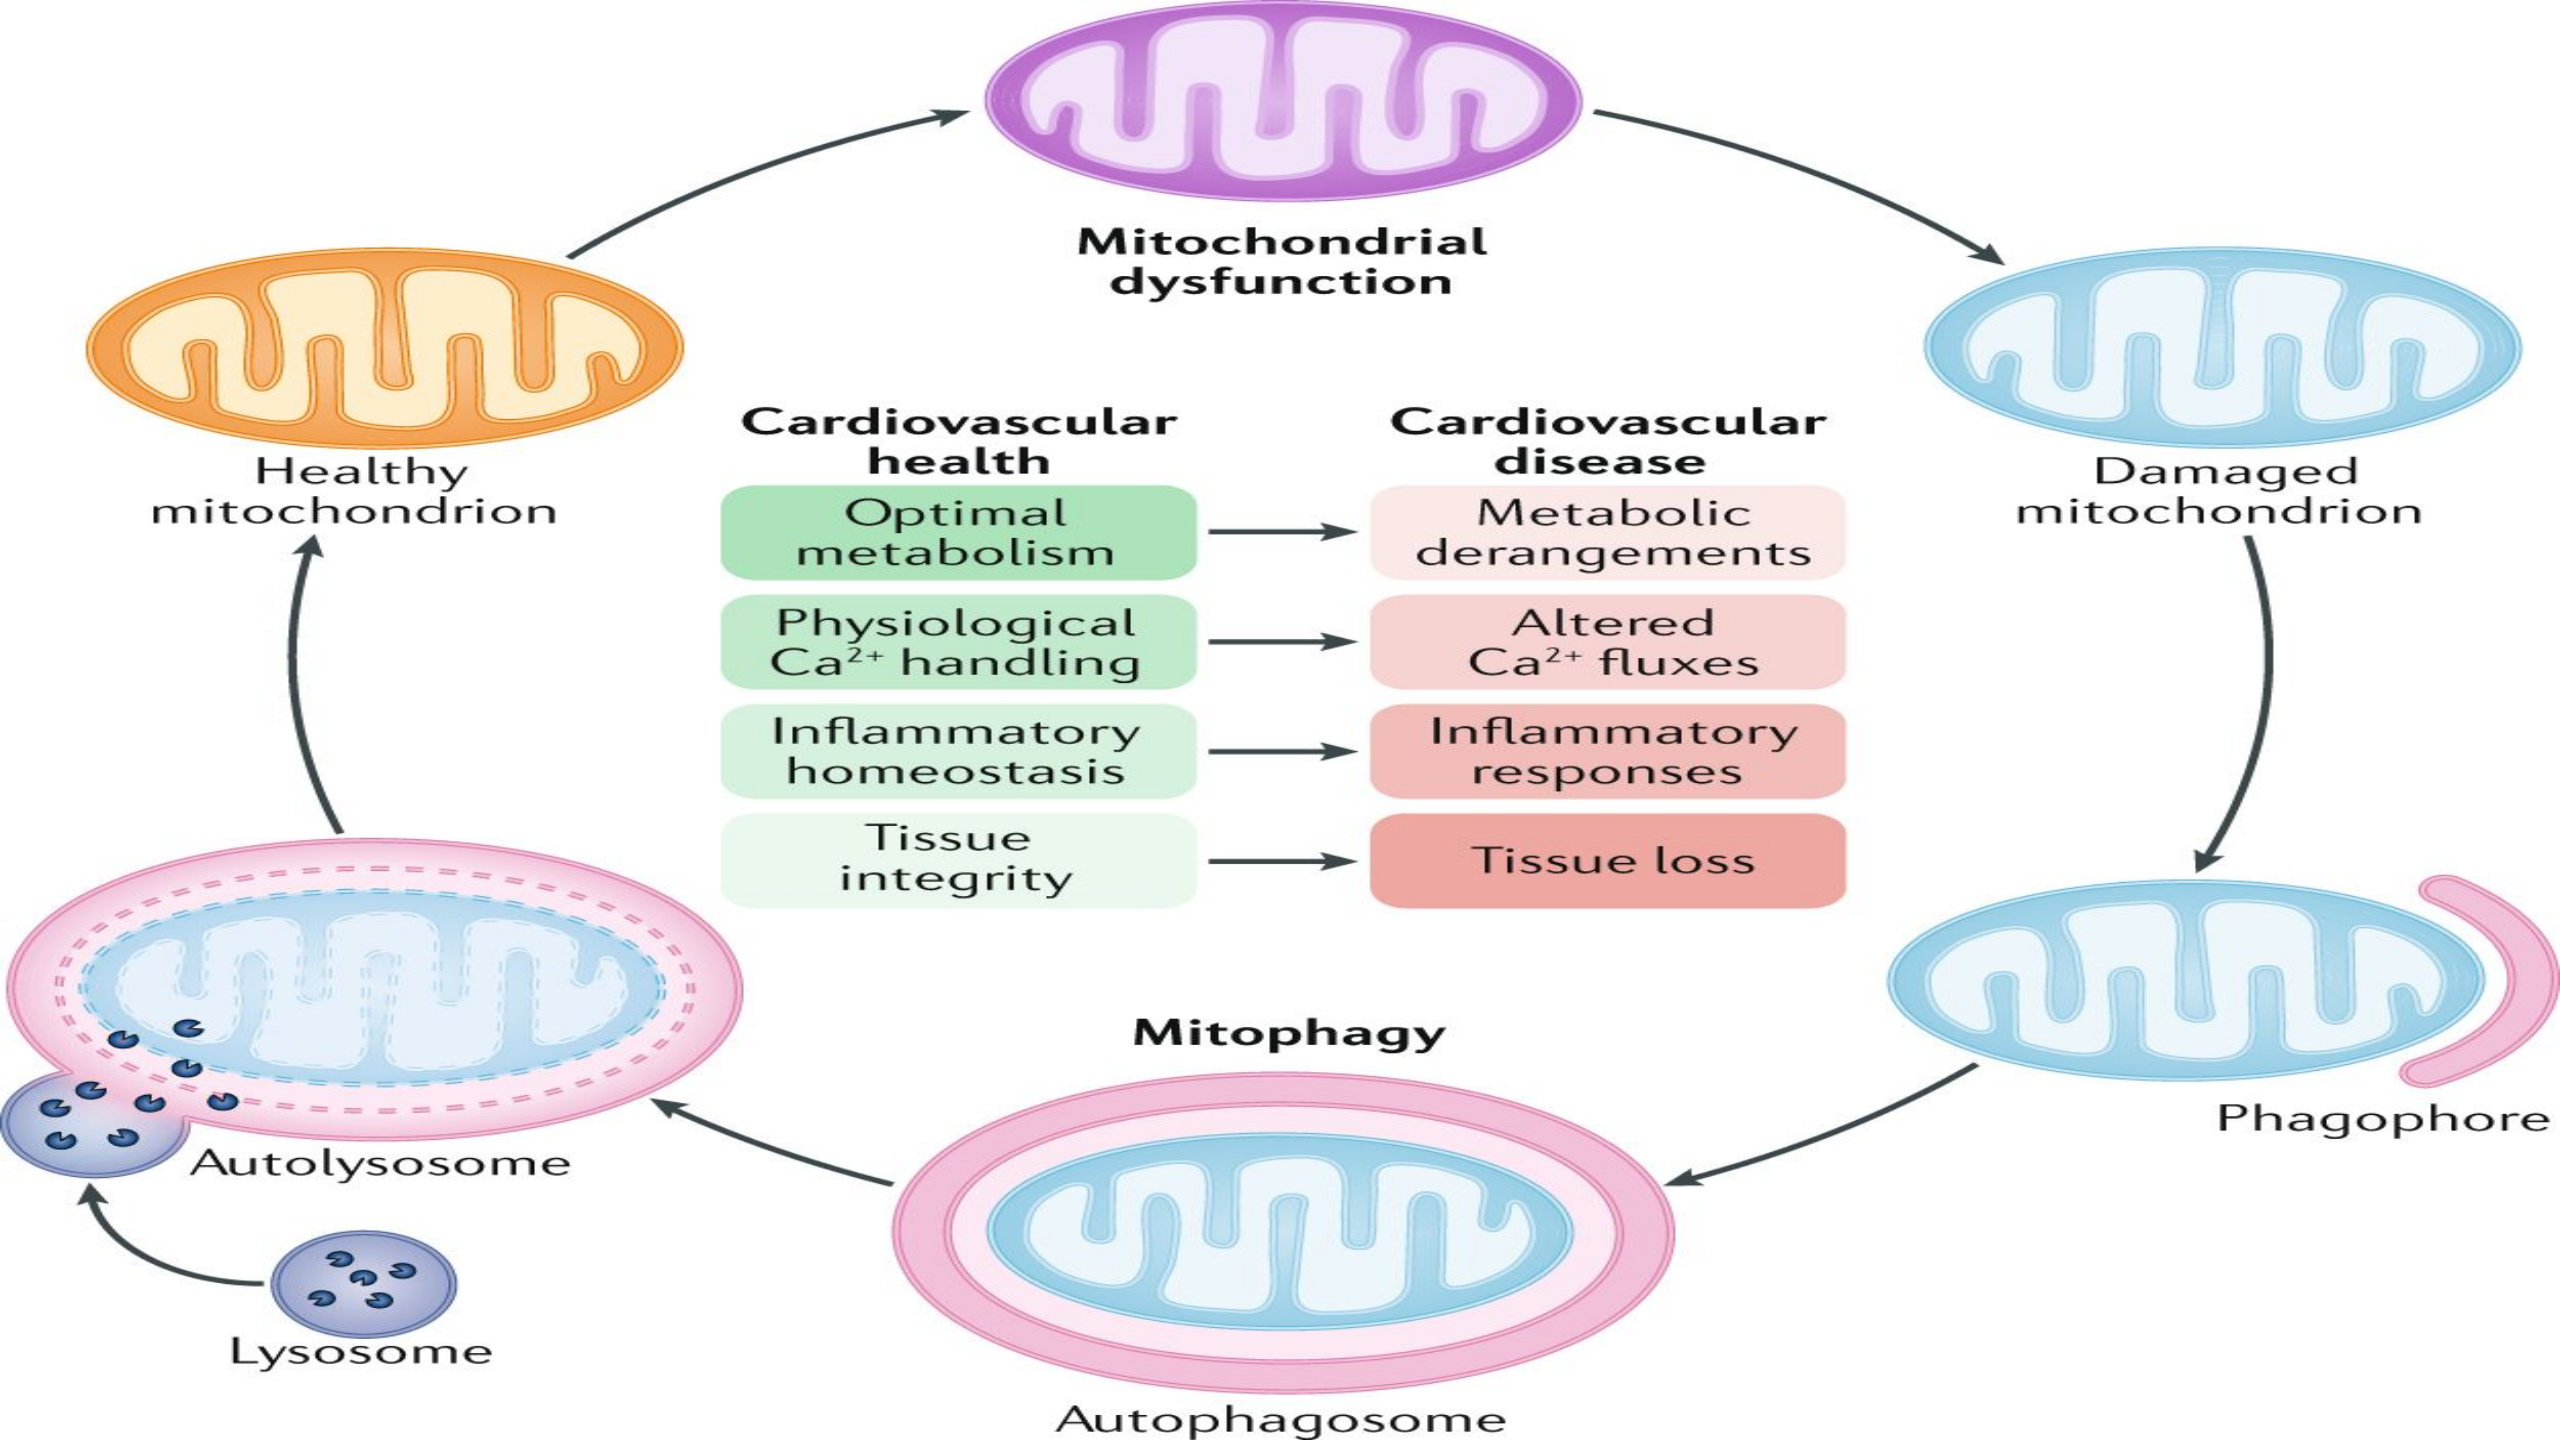 Mitochondrial
dysfunction
Healthy
mitochondrion
Damaged
mitochondrion
Cardiovascular
health
Cardiovascular
disease
Optimal
metabolism
Metabolic
derangements
Physiological
Ca²⁺ handling
Altered
Ca²⁺ fluxes
Inflammatory
homeostasis
Inflammatory
responses
Tissue
integrity
Tissue loss
Mitophagy
Phagophore
Autolysosome
Lysosome
Autophagosome